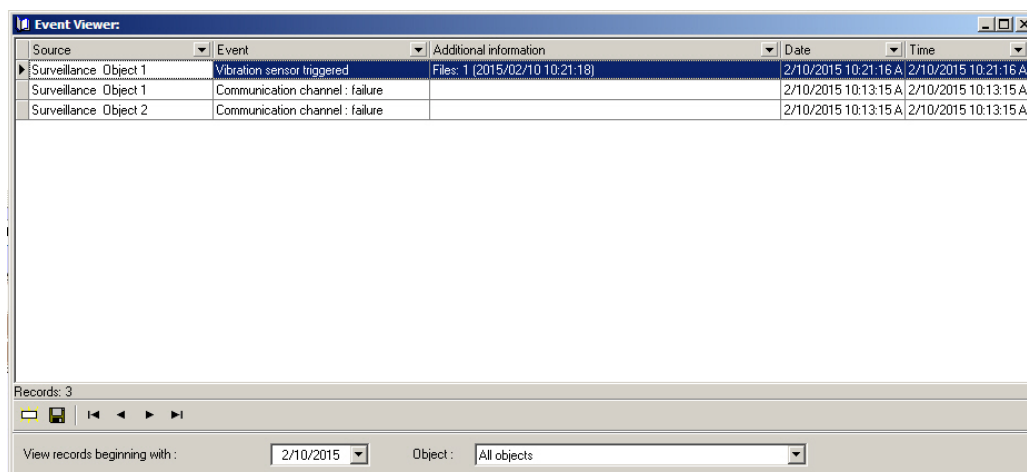 Event Viewer:
Source Event Additional information Date Time
Surveillance Object 1 Vibration sensor triggered Files: 1 (2015/02/10 10:21:18) 2/10/2015 10:21:16 A 2/10/2015 10:21:16 A
Surveillance Object 1 Communication channel : failure 2/10/2015 10:13:15 A 2/10/2015 10:13:15 A
Surveillance Object 2 Communication channel : failure 2/10/2015 10:13:15 A 2/10/2015 10:13:15 A
Records: 3
View records beginning with : 2/10/2015 Object : All objects